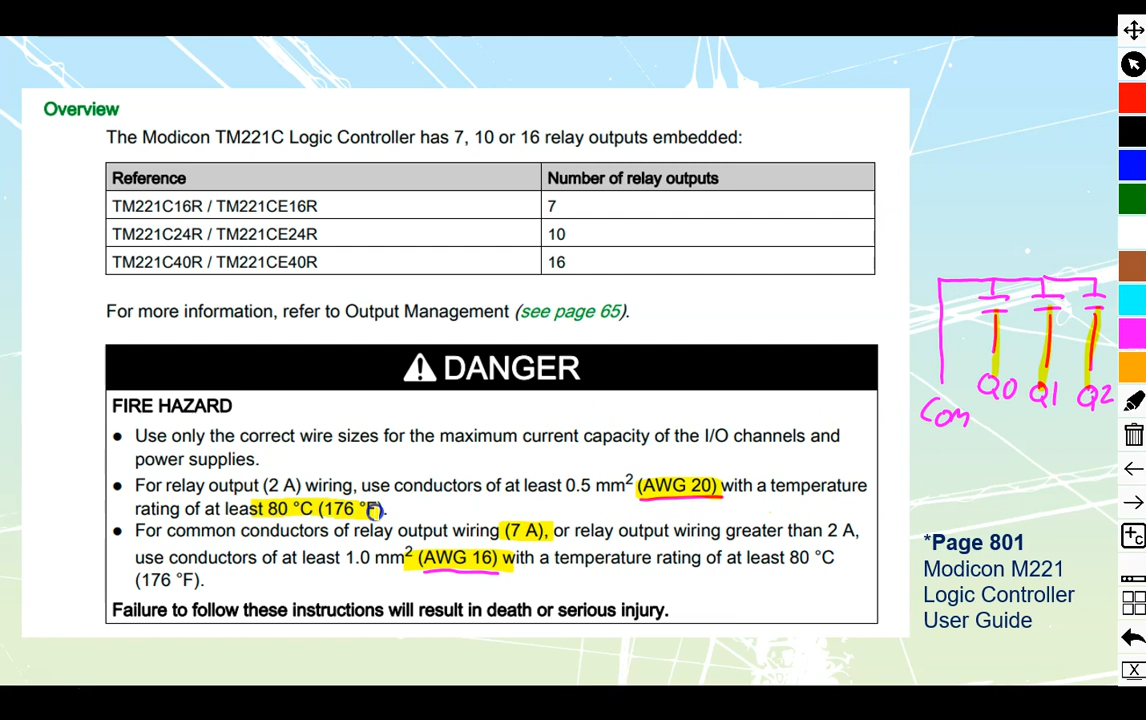 Overview
The Modicon TM221C Logic Controller has 7, 10 or 16 relay outputs embedded:
Reference Number of relay outputs
TM221C16R / TM221CE16R 7
TM221C24R / TM221CE24R 10
TM221C40R / TM221CE40R 16
For more information, refer to Output Management (see page 65).
⚠ DANGER
FIRE HAZARD
● Use only the correct wire sizes for the maximum current capacity of the I/O channels and
power supplies.
● For relay output (2 A) wiring, use conductors of at least 0.5 mm² (AWG 20) with a temperature
rating of at least 80 °C (176 °F).
● For common conductors of relay output wiring (7 A), or relay output wiring greater than 2 A,
use conductors of at least 1.0 mm² (AWG 16) with a temperature rating of at least 80 °C
(176 °F).
Failure to follow these instructions will result in death or serious injury.
Com Q0 Q1 Q2
*Page 801
Modicon M221
Logic Controller
User Guide
+c
X